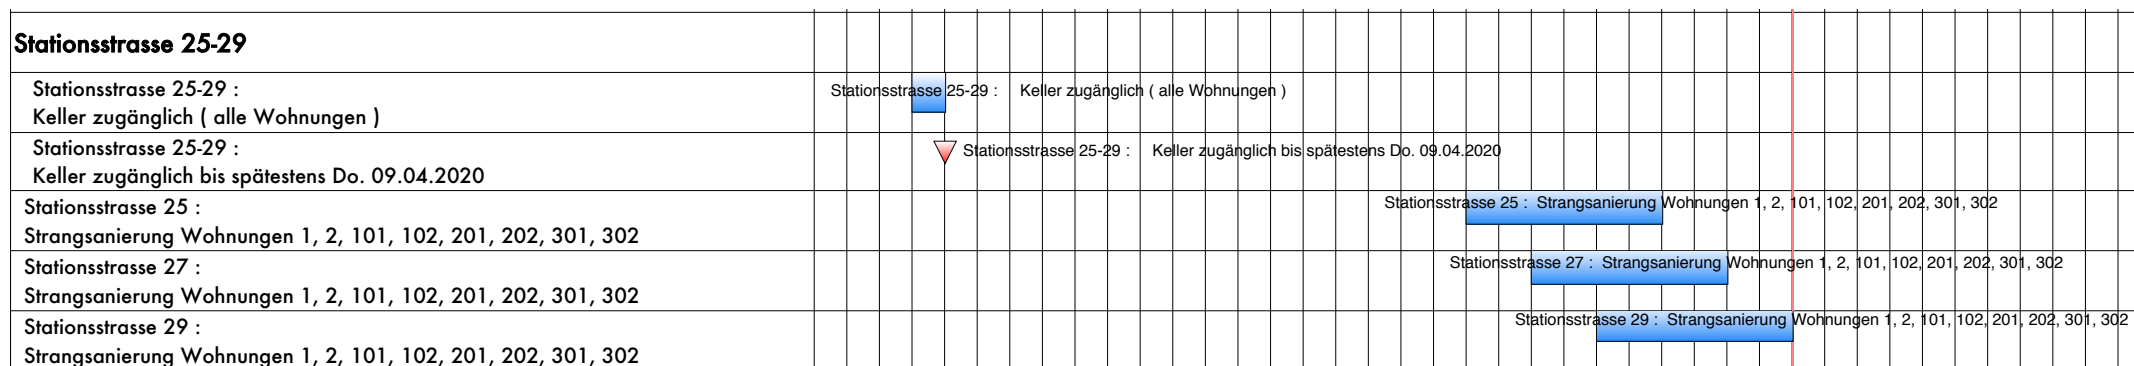 Stationsstrasse 25-29
Stationsstrasse 25-29 :
Keller zugänglich ( alle Wohnungen )
Stationsstrasse 25-29 : Keller zugänglich ( alle Wohnungen )
Stationsstrasse 25-29 :
Keller zugänglich bis spätestens Do. 09.04.2020
Stationsstrasse 25-29 : Keller zugänglich bis spätestens Do. 09.04.2020
Stationsstrasse 25 :
Strangsanierung Wohnungen 1, 2, 101, 102, 201, 202, 301, 302
Stationsstrasse 25 : Strangsanierung Wohnungen 1, 2, 101, 102, 201, 202, 301, 302
Stationsstrasse 27 :
Strangsanierung Wohnungen 1, 2, 101, 102, 201, 202, 301, 302
Stationsstrasse 27 : Strangsanierung Wohnungen 1, 2, 101, 102, 201, 202, 301, 302
Stationsstrasse 29 :
Strangsanierung Wohnungen 1, 2, 101, 102, 201, 202, 301, 302
Stationsstrasse 29 : Strangsanierung Wohnungen 1, 2, 101, 102, 201, 202, 301, 302